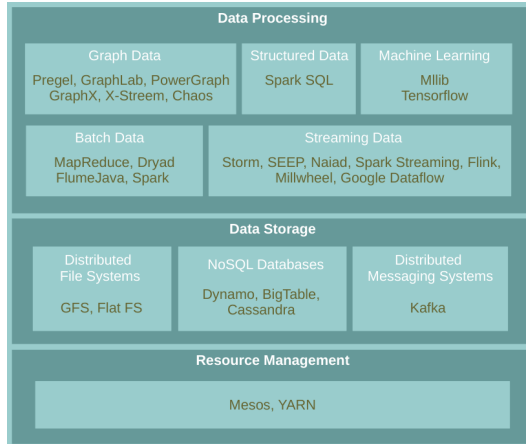 Data Processing
Graph Data
Pregel, GraphLab, PowerGraph
GraphX, X-Streem, Chaos
Structured Data
Spark SQL
Machine Learning
Mllib
Tensorflow
Batch Data
MapReduce, Dryad
FlumeJava, Spark
Streaming Data
Storm, SEEP, Naiad, Spark Streaming, Flink,
Millwheel, Google Dataflow
Data Storage
Distributed
File Systems
GFS, Flat FS
NoSQL Databases
Dynamo, BigTable,
Cassandra
Distributed
Messaging Systems
Kafka
Resource Management
Mesos, YARN